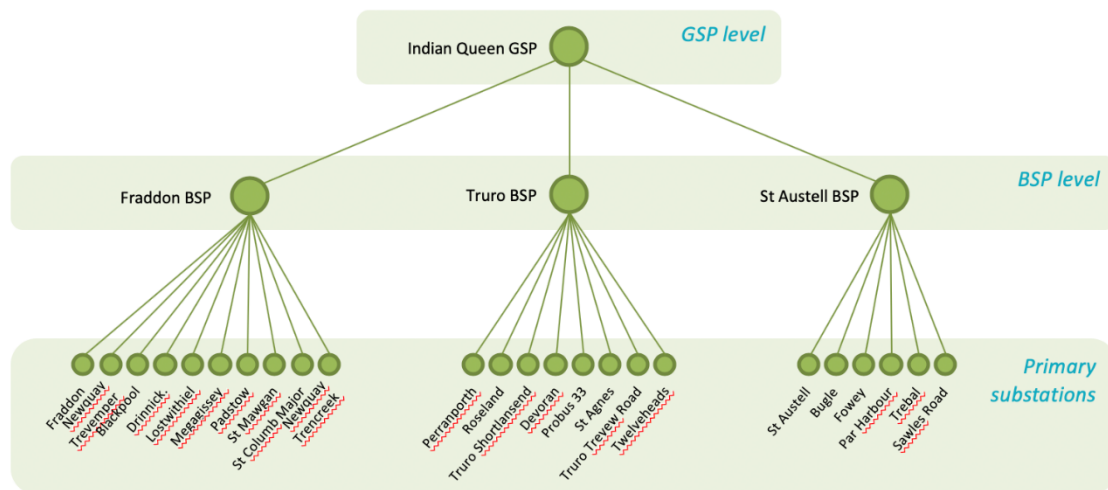 GSP level
Indian Queen GSP
BSP level
Fraddon BSP
Truro BSP
St Austell BSP
Primary
substations
Fraddon
Newquay
Trevemper
Blackpool
Drinnick
Lostwithiel
Megagissey
Padstow
St Mawgan
St Columb Major
Newquay
Trencreek
Perranporth
Roseland
Truro Shortlansend
Devoran
Probus 33
St Agnes
Truro Trevew Road
Twelveheads
St Austell
Bugle
Fowey
Par Harbour
Trebal
Sawles Road